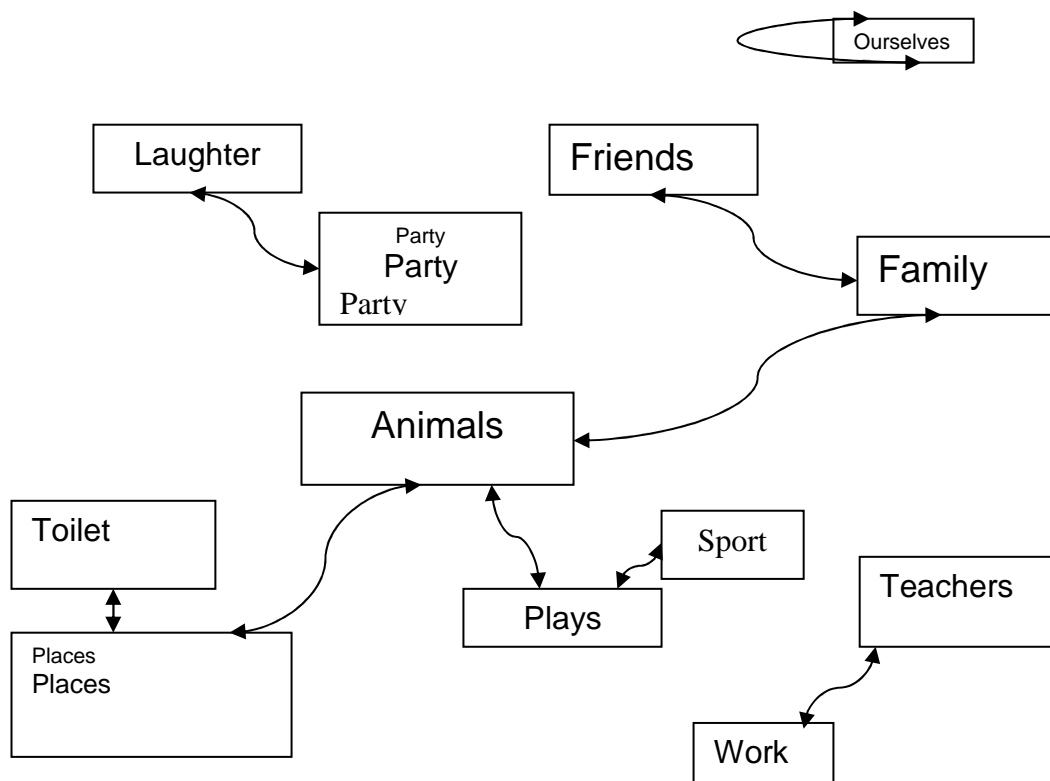 Ourselves
Laughter
Friends
Party
Party
Party
Family
Animals
Toilet
Sport
Teachers
Plays
Places
Places
Work